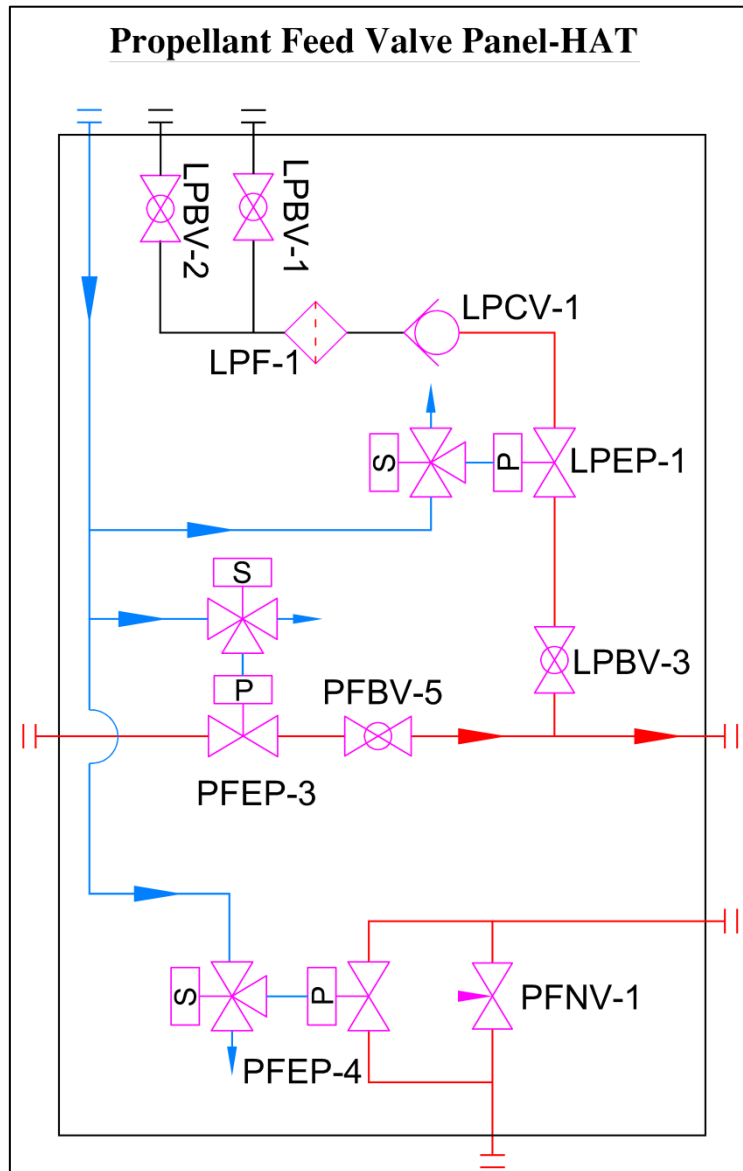 Propellant Feed Valve Panel-HAT
LPBV-2
LPBV-1
LPCV-1
LPF-1
S
P
LPEP-1
S
P
LPBV-3
PFBV-5
PFEP-3
S
P
PFNV-1
PFEP-4